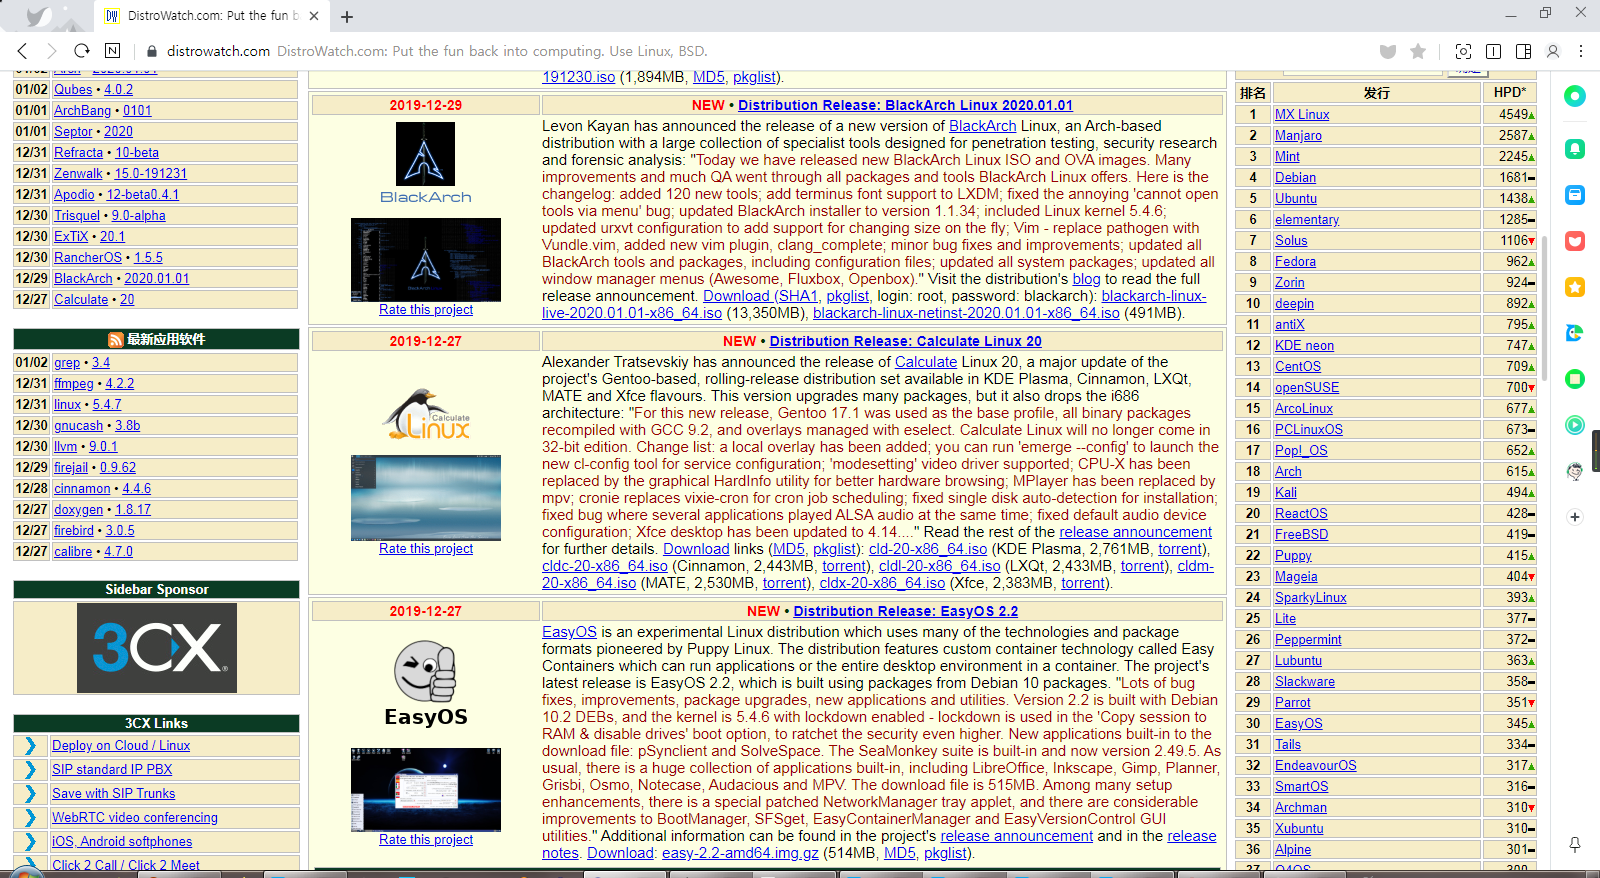 DistroWatch.com: Put the fun b
distrowatch.com DistroWatch.com: Put the fun back into computing. Use Linux, BSD.
01/02 Arch • 2020.01.01
01/02 Qubes • 4.0.2
01/01 ArchBang • 0101
01/01 Septor • 2020
12/31 Refracta • 10-beta
12/31 Zenwalk • 15.0-191231
12/31 Apodio • 12-beta0.4.1
12/30 Trisquel • 9.0-alpha
12/30 ExTiX • 20.1
12/30 RancherOS • 1.5.5
12/29 BlackArch • 2020.01.01
12/27 Calculate • 20
最新应用软件
01/02 grep • 3.4
12/31 ffmpeg • 4.2.2
12/31 linux • 5.4.7
12/30 gnucash • 3.8b
12/30 llvm • 9.0.1
12/29 firejail • 0.9.62
12/28 cinnamon • 4.4.6
12/27 doxygen • 1.8.17
12/27 firebird • 3.0.5
12/27 calibre • 4.7.0
Sidebar Sponsor
3CX
3CX Links
Deploy on Cloud / Linux
SIP standard IP PBX
Save with SIP Trunks
WebRTC video conferencing
iOS, Android softphones
Click 2 Call / Click 2 Meet
191230.iso (1,894MB, MD5, pkglist).
2019-12-29
NEW • Distribution Release: BlackArch Linux 2020.01.01
BlackArch
Rate this project
Levon Kayan has announced the release of a new version of BlackArch Linux, an Arch-based
distribution with a large collection of specialist tools designed for penetration testing, security research
and forensic analysis: "Today we have released new BlackArch Linux ISO and OVA images. Many
improvements and much QA went through all packages and tools BlackArch Linux offers. Here is the
changelog: added 120 new tools; add terminus font support to LXDM; fixed the annoying 'cannot open
tools via menu' bug; updated BlackArch installer to version 1.1.34; included Linux kernel 5.4.6;
updated urxvt configuration to add support for changing size on the fly; Vim - replace pathogen with
Vundle.vim, added new vim plugin, clang_complete; minor bug fixes and improvements; updated all
BlackArch tools and packages, including configuration files; updated all system packages; updated all
window manager menus (Awesome, Fluxbox, Openbox)." Visit the distribution's blog to read the full
release announcement. Download (SHA1, pkglist, login: root, password: blackarch): blackarch-linux-
live-2020.01.01-x86_64.iso (13,350MB), blackarch-linux-netinst-2020.01.01-x86_64.iso (491MB).
2019-12-27
NEW • Distribution Release: Calculate Linux 20
Calculate
Linux
Rate this project
Alexander Tratsevskiy has announced the release of Calculate Linux 20, a major update of the
project's Gentoo-based, rolling-release distribution set available in KDE Plasma, Cinnamon, LXQt,
MATE and Xfce flavours. This version upgrades many packages, but it also drops the i686
architecture: "For this new release, Gentoo 17.1 was used as the base profile, all binary packages
recompiled with GCC 9.2, and overlays managed with eselect. Calculate Linux will no longer come in
32-bit edition. Change list: a local overlay has been added; you can run 'emerge --config' to launch the
new cl-config tool for service configuration; 'modesetting' video driver supported; CPU-X has been
replaced by the graphical HardInfo utility for better hardware browsing; MPlayer has been replaced by
mpv; cronie replaces vixie-cron for cron job scheduling; fixed single disk auto-detection for installation;
fixed bug where several applications played ALSA audio at the same time; fixed default audio device
configuration; Xfce desktop has been updated to 4.14...." Read the rest of the release announcement
for further details. Download links (MD5, pkglist): cld-20-x86_64.iso (KDE Plasma, 2,761MB, torrent),
cldc-20-x86_64.iso (Cinnamon, 2,443MB, torrent), cldl-20-x86_64.iso (LXQt, 2,433MB, torrent), cldm-
20-x86_64.iso (MATE, 2,530MB, torrent), cldx-20-x86_64.iso (Xfce, 2,383MB, torrent).
2019-12-27
NEW • Distribution Release: EasyOS 2.2
EasyOS
Rate this project
EasyOS is an experimental Linux distribution which uses many of the technologies and package
formats pioneered by Puppy Linux. The distribution features custom container technology called Easy
Containers which can run applications or the entire desktop environment in a container. The project's
latest release is EasyOS 2.2, which is built using packages from Debian 10 packages. "Lots of bug
fixes, improvements, package upgrades, new applications and utilities. Version 2.2 is built with Debian
10.2 DEBs, and the kernel is 5.4.6 with lockdown enabled - lockdown is used in the 'Copy session to
RAM & disable drives' boot option, to ratchet the security even higher. New applications built-in to the
download file: pSynclient and SolveSpace. The SeaMonkey suite is built-in and now version 2.49.5. As
usual, there is a huge collection of applications built-in, including LibreOffice, Inkscape, Gimp, Planner,
Grisbi, Osmo, Notecase, Audacious and MPV. The download file is 515MB. Among many setup
enhancements, there is a special patched NetworkManager tray applet, and there are considerable
improvements to BootManager, SFSget, EasyContainerManager and EasyVersionControl GUI
utilities." Additional information can be found in the project's release announcement and in the release
notes. Download: easy-2.2-amd64.img.gz (514MB, MD5, pkglist).
排名 发行 HPD*
1 MX Linux 4549
2 Manjaro 2587
3 Mint 2245
4 Debian 1681
5 Ubuntu 1438
6 elementary 1285
7 Solus 1106
8 Fedora 962
9 Zorin 924
10 deepin 892
11 antiX 795
12 KDE neon 747
13 CentOS 709
14 openSUSE 700
15 ArcoLinux 677
16 PCLinuxOS 673
17 Pop!_OS 652
18 Arch 615
19 Kali 494
20 ReactOS 428
21 FreeBSD 419
22 Puppy 415
23 Mageia 404
24 SparkyLinux 393
25 Lite 377
26 Peppermint 372
27 Lubuntu 363
28 Slackware 358
29 Parrot 351
30 EasyOS 345
31 Tails 334
32 EndeavourOS 317
33 SmartOS 316
34 Archman 310
35 Xubuntu 310
36 Alpine 301
37 Q4OS 300